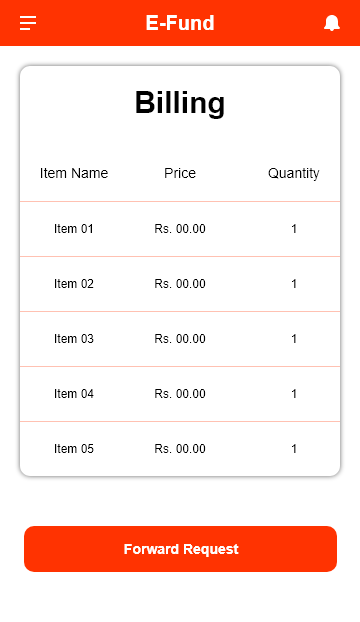 E-Fund
Billing
Item Name Price Quantity
Item 01 Rs. 00.00 1
Item 02 Rs. 00.00 1
Item 03 Rs. 00.00 1
Item 04 Rs. 00.00 1
Item 05 Rs. 00.00 1
Forward Request